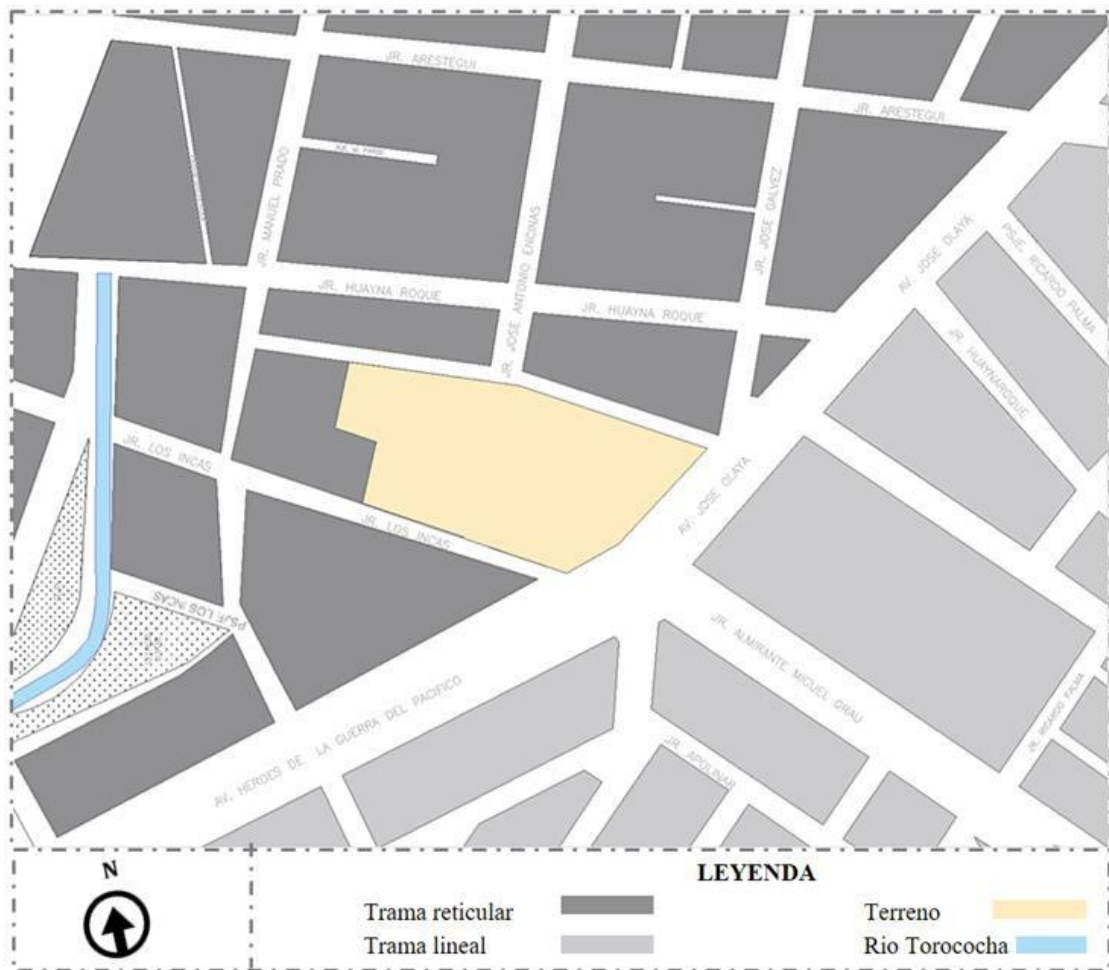 JR. ARESTEGUI
JR. ARESTEGUI
JR. MANUEL PRADO
JR. JOSE ANTONIO ENCINAS
JR. JOSE GALVEZ
AV. JOSE OLAYA
PSJE. RICARDO PALMA
JR. HUAYNA ROQUE
JR. HUAYNA ROQUE
JR. HUAYNAROQUE
JR. LOS INCAS
AV. JOSE OLAYA
JR. LOS INCAS
PSJE LOS INCAS
JR. ALMIRANTE MIGUEL GRAU
JR. RICARDO PALMA
AV. HEROES DE LA GUERRA DEL PACIFICO
JR. APOLINAR
N
LEYENDA
Trama reticular
Terreno
Trama lineal
Rio Torococha